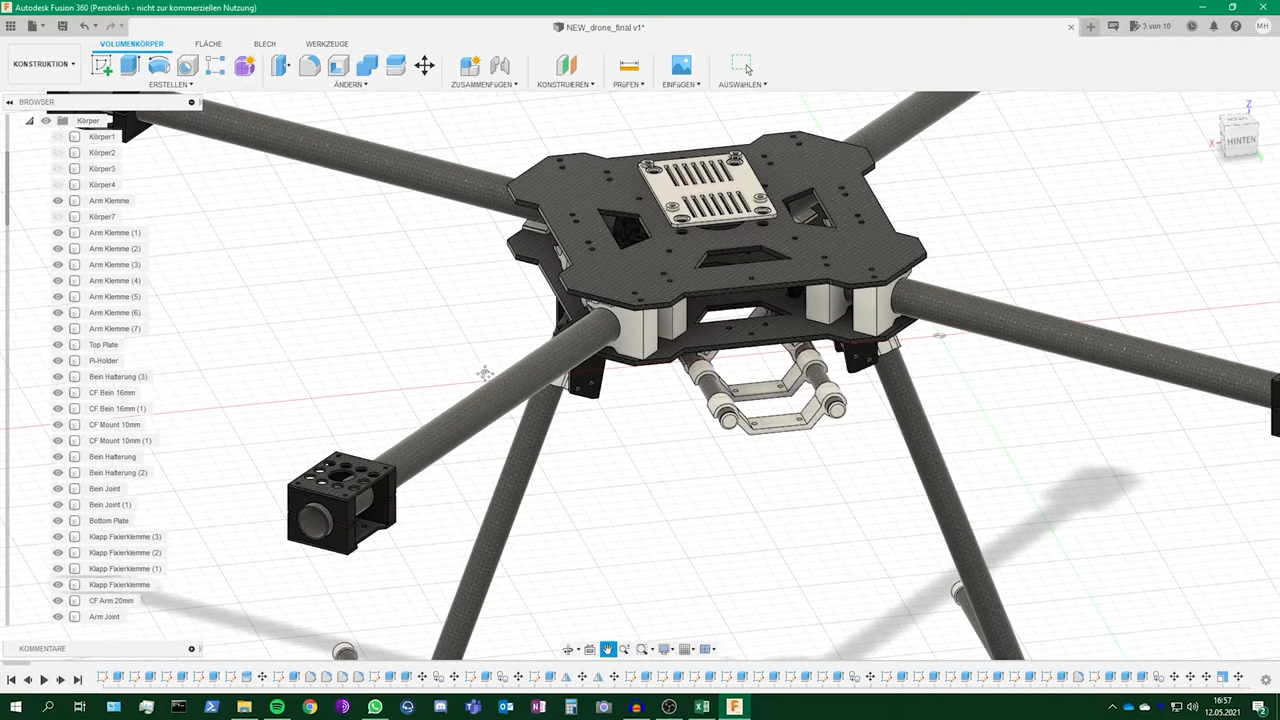 Autodesk Fusion 360 (Persönlich - nicht zur kommerziellen Nutzung)
NEW_drone_final v1*
3 von 10
MH
VOLUMENKÖRPER
FLÄCHE
BLECH
WERKZEUGE
KONSTRUKTION
ERSTELLEN
ÄNDERN
ZUSAMMENFÜGEN
KONSTRUIEREN
PRÜFEN
EINFÜGEN
AUSWÄHLEN
BROWSER
Körper
Körper1
Körper2
Körper3
Körper4
Arm Klemme
Körper7
Arm Klemme (1)
Arm Klemme (2)
Arm Klemme (3)
Arm Klemme (4)
Arm Klemme (5)
Arm Klemme (6)
Arm Klemme (7)
Top Plate
Pi-Holder
Bein Halterung (3)
CF Bein 16mm
CF Bein 16mm (1)
CF Mount 10mm
CF Mount 10mm (1)
Bein Halterung
Bein Halterung (2)
Bein Joint
Bein Joint (1)
Bottom Plate
Klapp Fixierklemme (3)
Klapp Fixierklemme (2)
Klapp Fixierklemme (1)
Klapp Fixierklemme
CF Arm 20mm
Arm Joint
Z
X
HINTEN
KOMMENTARE
16:57
12.05.2021